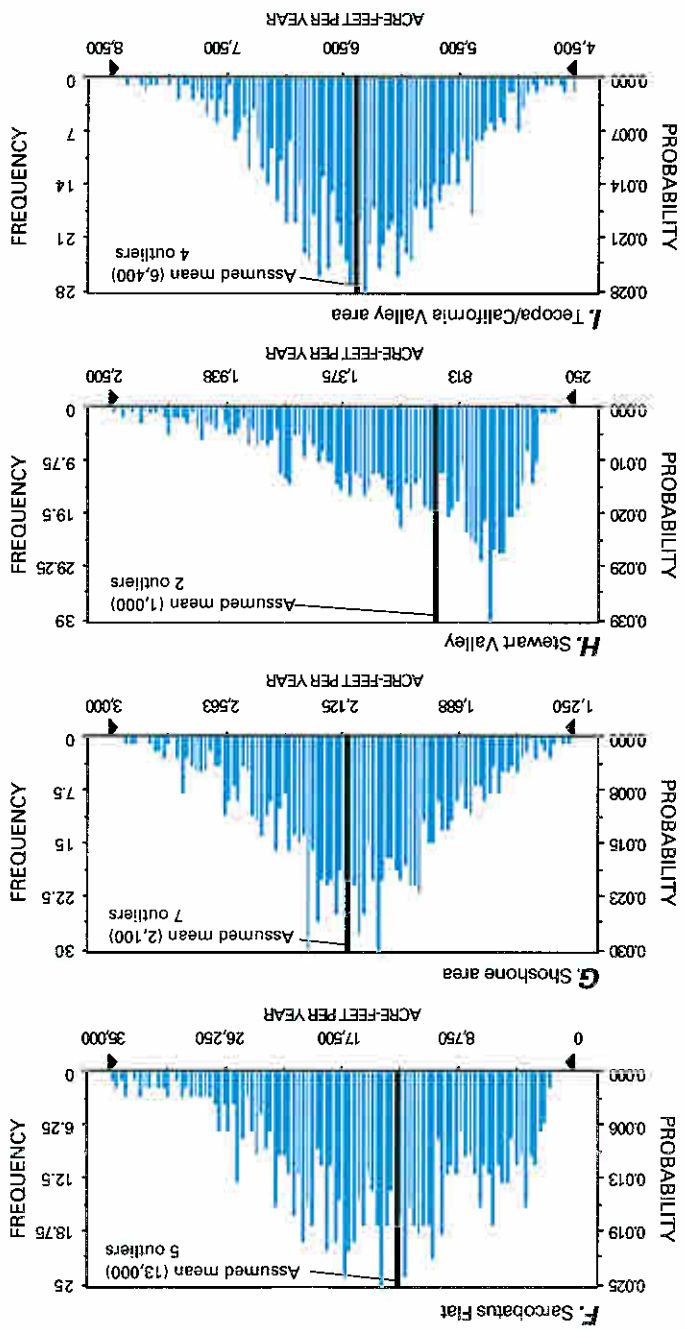 F. Sarcobatus Flat
PROBABILITY
0.025
0.019
0.013
0.006
0.000
Assumed mean (13,000)
5 outliers
25
18.75
12.5
6.25
0
FREQUENCY
0 8,750 17,500 26,250 35,000
ACRE-FEET PER YEAR
G. Shoshone area
PROBABILITY
0.030
0.023
0.015
0.008
0.000
Assumed mean (2,100)
7 outliers
30
22.5
15
7.5
0
FREQUENCY
1,250 1,688 2,125 2,563 3,000
ACRE-FEET PER YEAR
H. Stewart Valley
PROBABILITY
0.039
0.029
0.020
0.010
0.000
Assumed mean (1,000)
2 outliers
39
29.25
19.5
9.75
0
FREQUENCY
250 813 1,375 1,938 2,500
ACRE-FEET PER YEAR
I. Tecopa/California Valley area
PROBABILITY
0.028
0.021
0.014
0.007
0.000
Assumed mean (6,400)
4 outliers
28
21
14
7
0
FREQUENCY
4,500 5,500 6,500 7,500 8,500
ACRE-FEET PER YEAR